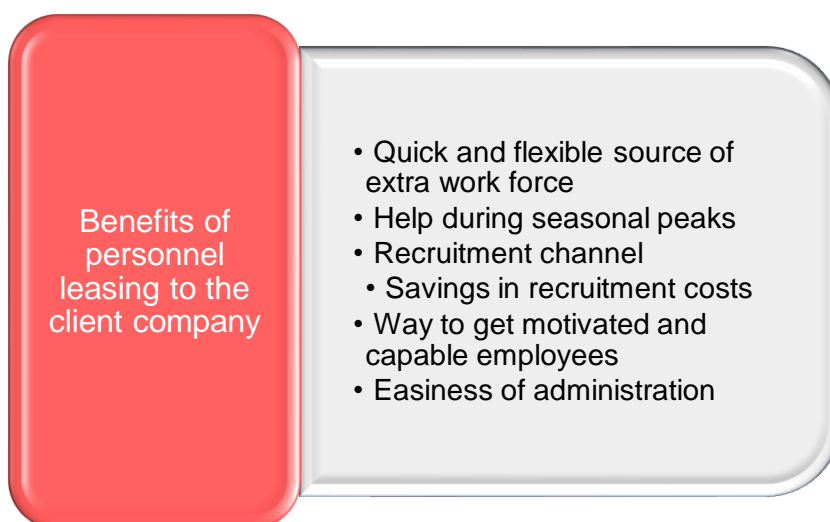 Benefits of
personnel
leasing to the
client company
• Quick and flexible source of
extra work force
• Help during seasonal peaks
• Recruitment channel
• Savings in recruitment costs
• Way to get motivated and
capable employees
• Easiness of administration